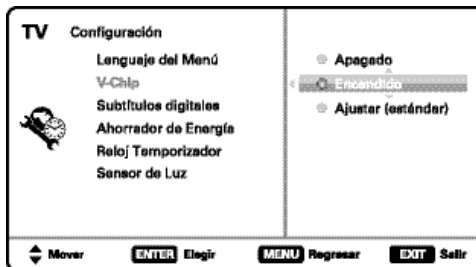 TV Configuración
Lenguaje del Menú
V-Chip
Subtítulos digitales
Ahorrador de Energía
Reloj Temporizador
Sensor de Luz
Apagado
Encendido
Ajustar (estándar)
Mover ENTER Elegir MENU Regresar EXIT Salir